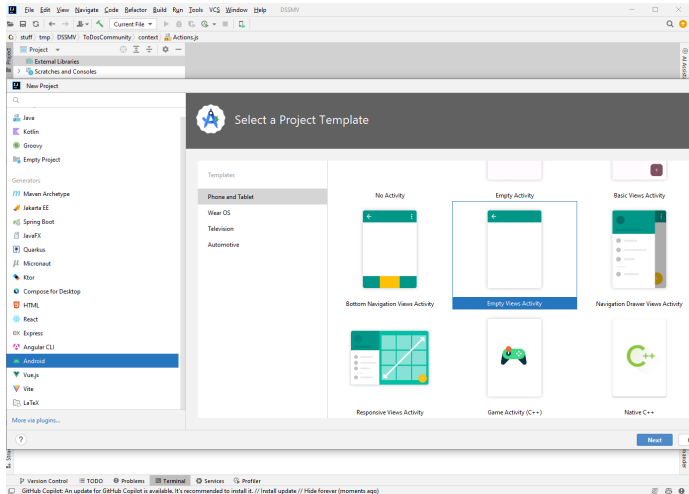 File Edit View Navigate Code Refactor Build Run Tools VCS Window Help DSSMV
Current File
C: stuff tmp DSSMV ToDosCommunity Actions.js
Project
Project
External Libraries
Scratches and Consoles
New Project
Java
Kotlin
Groovy
Empty Project
Generators
Maven Archetype
Jakarta EE
Spring Boot
JavaFX
Quarkus
Micronaut
Ktor
Compose for Desktop
HTML
React
Express
Angular CLI
Android
Vue.js
Vite
LaTeX
More via plugins...
Select a Project Template
Templates
Phone and Tablet
Wear OS
Television
Automotive
No Activity
Empty Activity
Basic Views Activity
Bottom Navigation Views Activity
Empty Views Activity
Navigation Drawer Views Activity
Responsive Views Activity
Game Activity (C++)
Native C++
?
Next
Version Control TODO Problems Terminal Services Profiler
GitHub Copilot: An update for GitHub Copilot is available. It's recommended to install it. // Install update // Hide forever (moments ago)